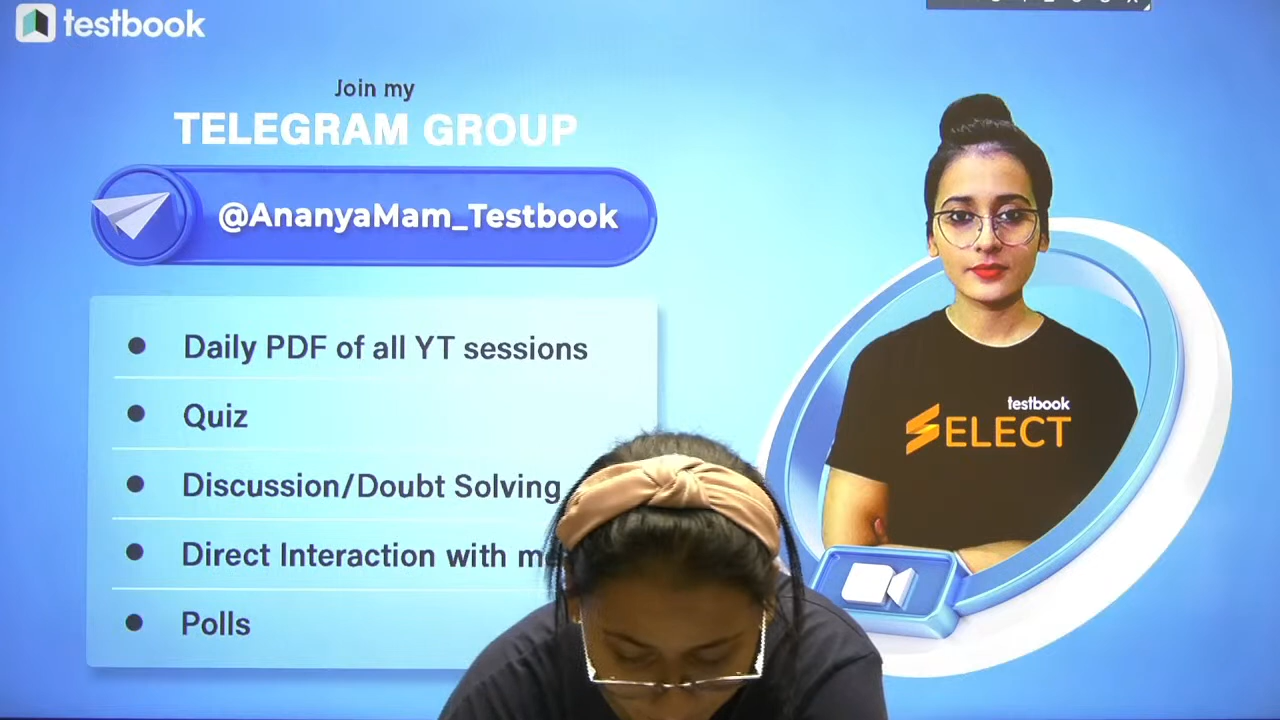 testbook
Join my
TELEGRAM GROUP
@AnanyaMam_Testbook
Daily PDF of all YT sessions
Quiz
Discussion/Doubt Solving
Direct Interaction with me
Polls
testbook
SELECT